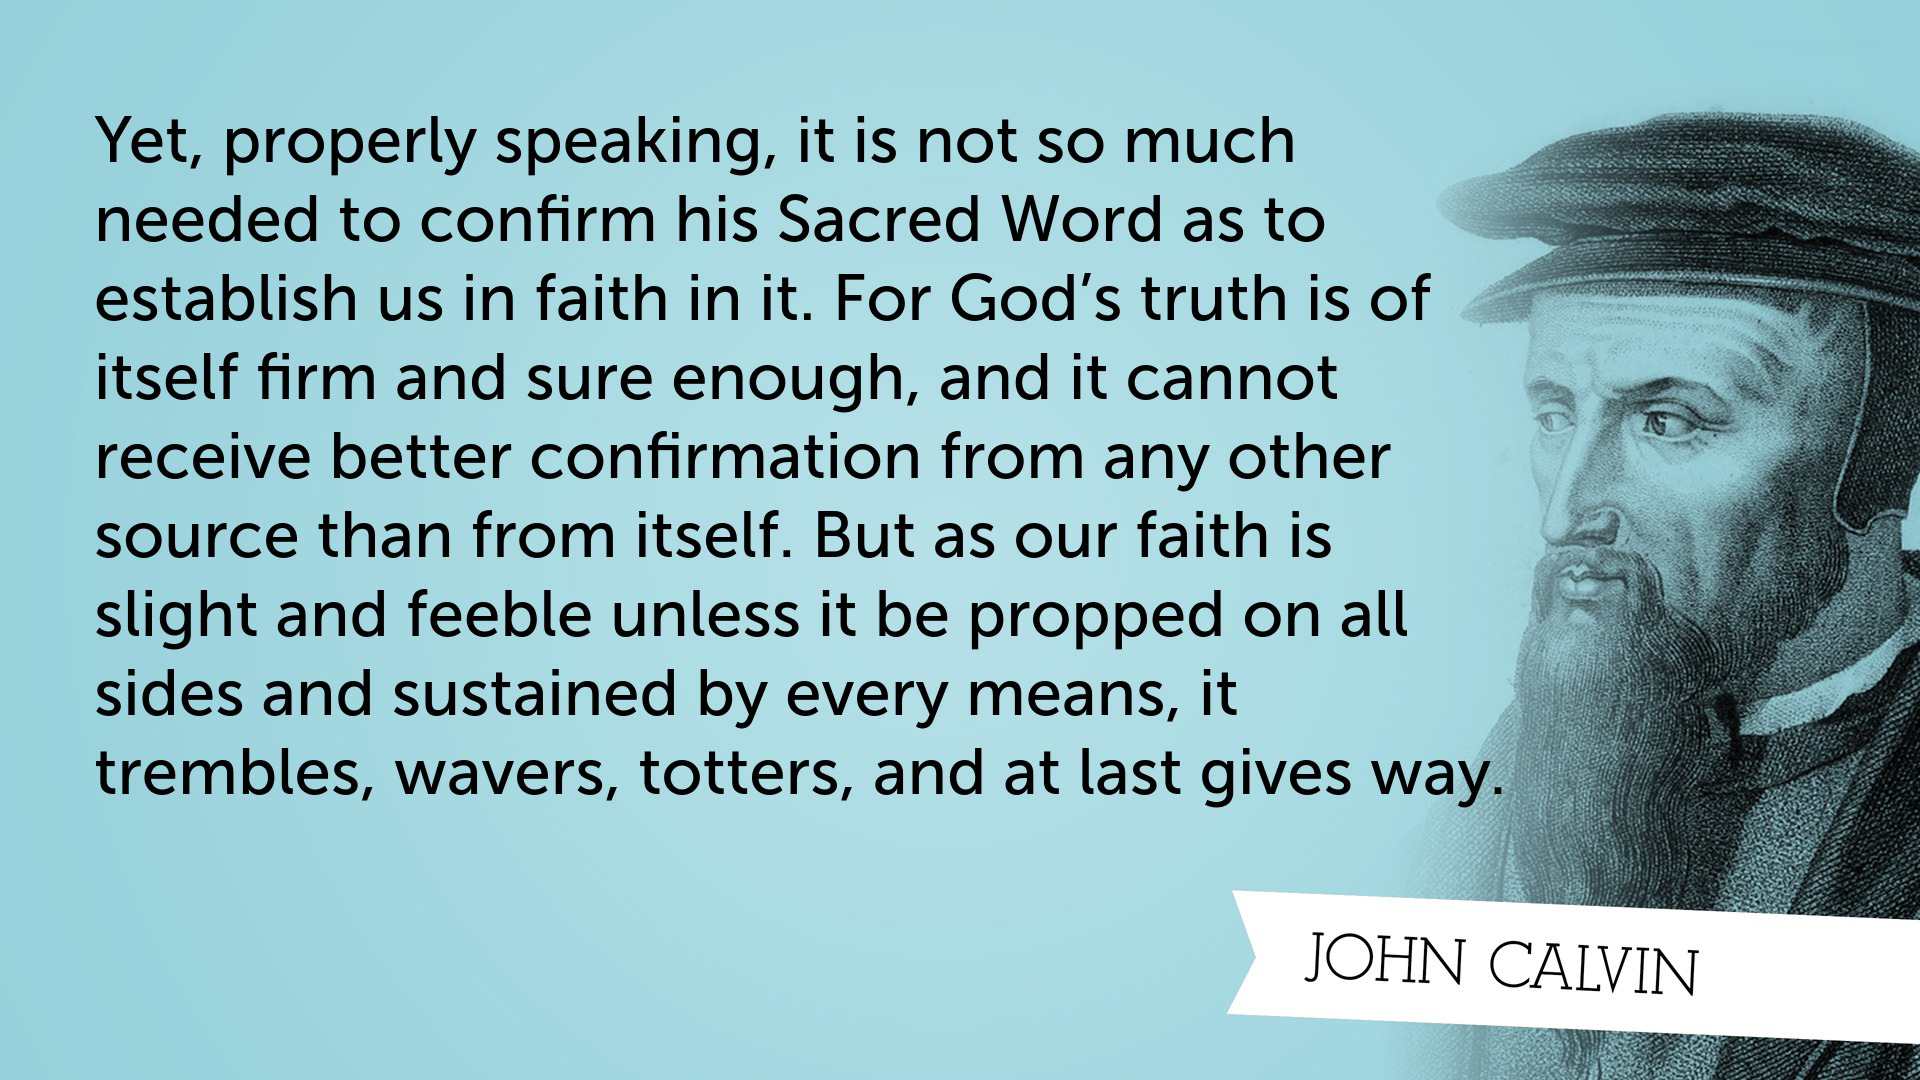 Yet, properly speaking, it is not so much
needed to confirm his Sacred Word as to
establish us in faith in it. For God’s truth is of
itself firm and sure enough, and it cannot
receive better confirmation from any other
source than from itself. But as our faith is
slight and feeble unless it be propped on all
sides and sustained by every means, it
trembles, wavers, totters, and at last gives way.
JOHN CALVIN